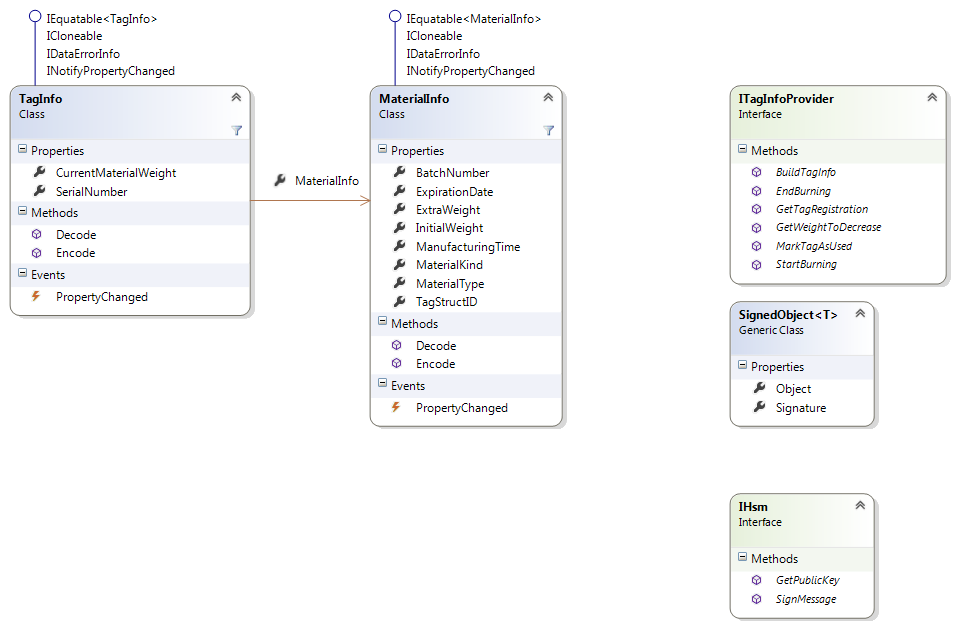 IEquatable<TagInfo>
ICloneable
IDataErrorInfo
INotifyPropertyChanged
TagInfo
Class
Properties
CurrentMaterialWeight
SerialNumber
Methods
Decode
Encode
Events
PropertyChanged
MaterialInfo
IEquatable<MaterialInfo>
ICloneable
IDataErrorInfo
INotifyPropertyChanged
MaterialInfo
Class
Properties
BatchNumber
ExpirationDate
ExtraWeight
InitialWeight
ManufacturingTime
MaterialKind
MaterialType
TagStructID
Methods
Decode
Encode
Events
PropertyChanged
ITagInfoProvider
Interface
Methods
BuildTagInfo
EndBurning
GetTagRegistration
GetWeightToDecrease
MarkTagAsUsed
StartBurning
SignedObject<T>
Generic Class
Properties
Object
Signature
IHsm
Interface
Methods
GetPublicKey
SignMessage